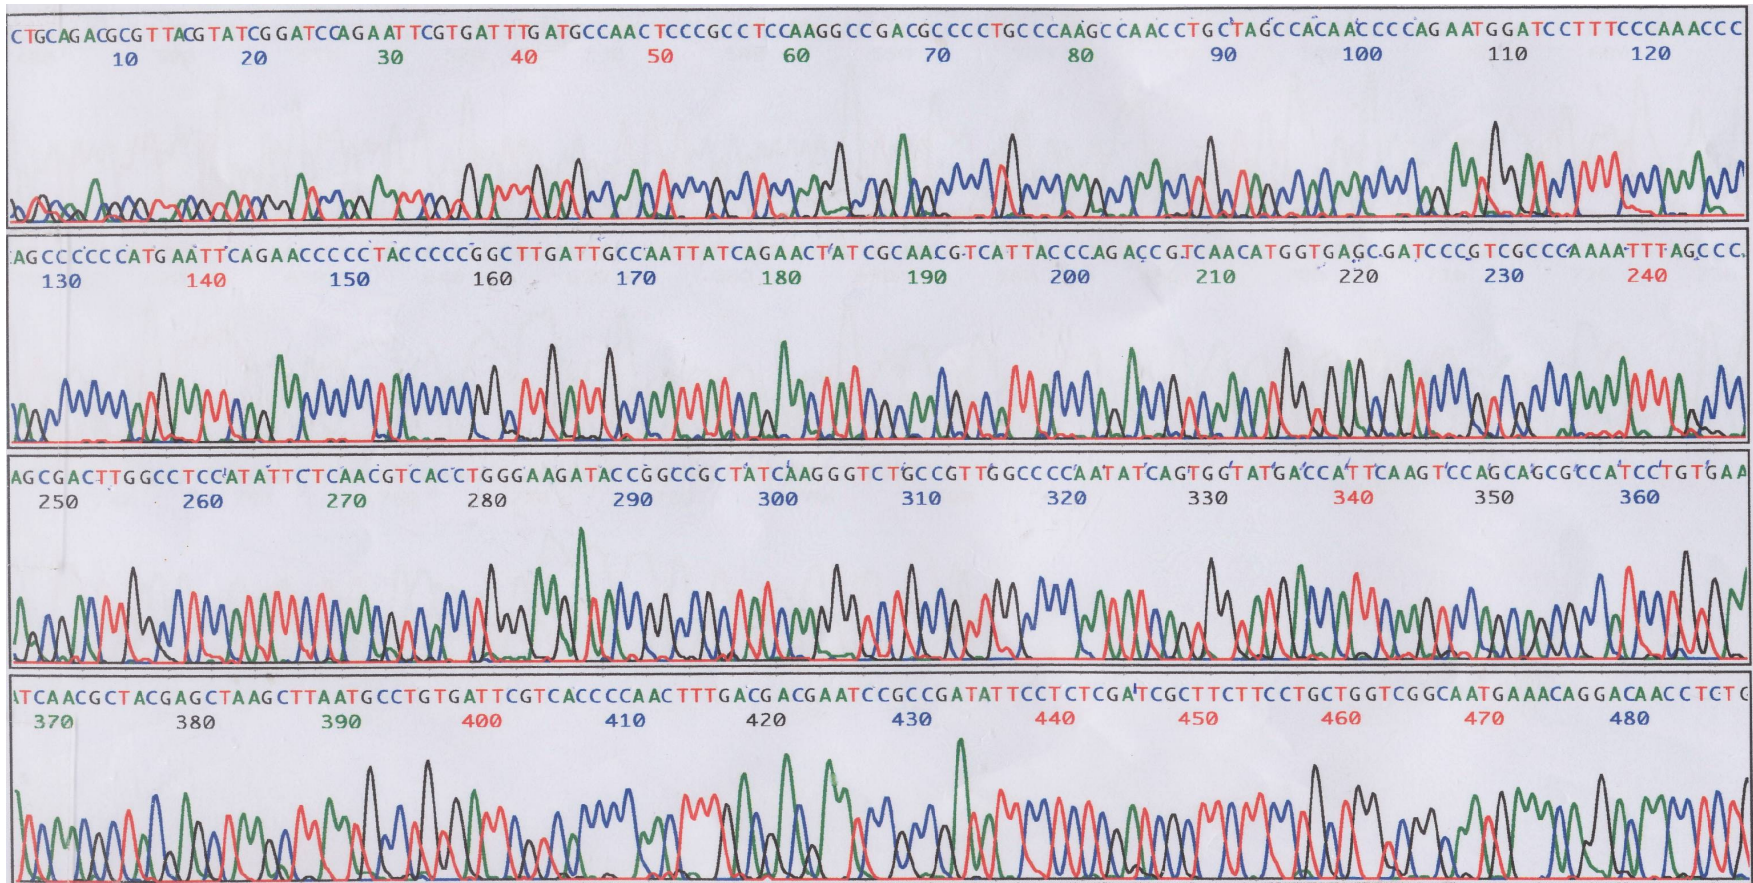 CTGCAGACGCGTTACGTATCGGATCCAGAATTCGTGATTTGATGCCAACTCCCGCCTCCAAGGCCGACGCCCCTGCCCAAGCCAACCTGCTAGCCACAACCCCAGAATGGATCCTTTCCCAAACCC
10 20 30 40 50 60 70 80 90 100 110 120
AGCCCCCCCATGAATTCAGAACCCCCCTACCCCCCGGCTTGATTGCCAATTATCAGAACTATCGCAACGTCATTACCCAGACCGTCAACATGGTGAGCGATCCCGTCGCCCAAAAATTTAGCCC
130 140 150 160 170 180 190 200 210 220 230 240
AGCGACTTGGCCTCCATATTCTCAACGTCACCTGGGAAGATACCGGCCGCTATCAAGGGTCTGCCGTTGGCCCCCAATATCAGTGGTATGACCATTCAAGTCCAGCAGCGCCATCCTGTGAA
250 260 270 280 290 300 310 320 330 340 350 360
ATCAACGCTACGAGCTAAGCTTAATGCCTGTGATTCGTCACCCCAACTTTGACGACGAATCCGCCGATATTCCTCTCGATCGCTTCTTCCTGCTGGTCGGCAATGAAACAGGACAACCTCTG
370 380 390 400 410 420 430 440 450 460 470 480